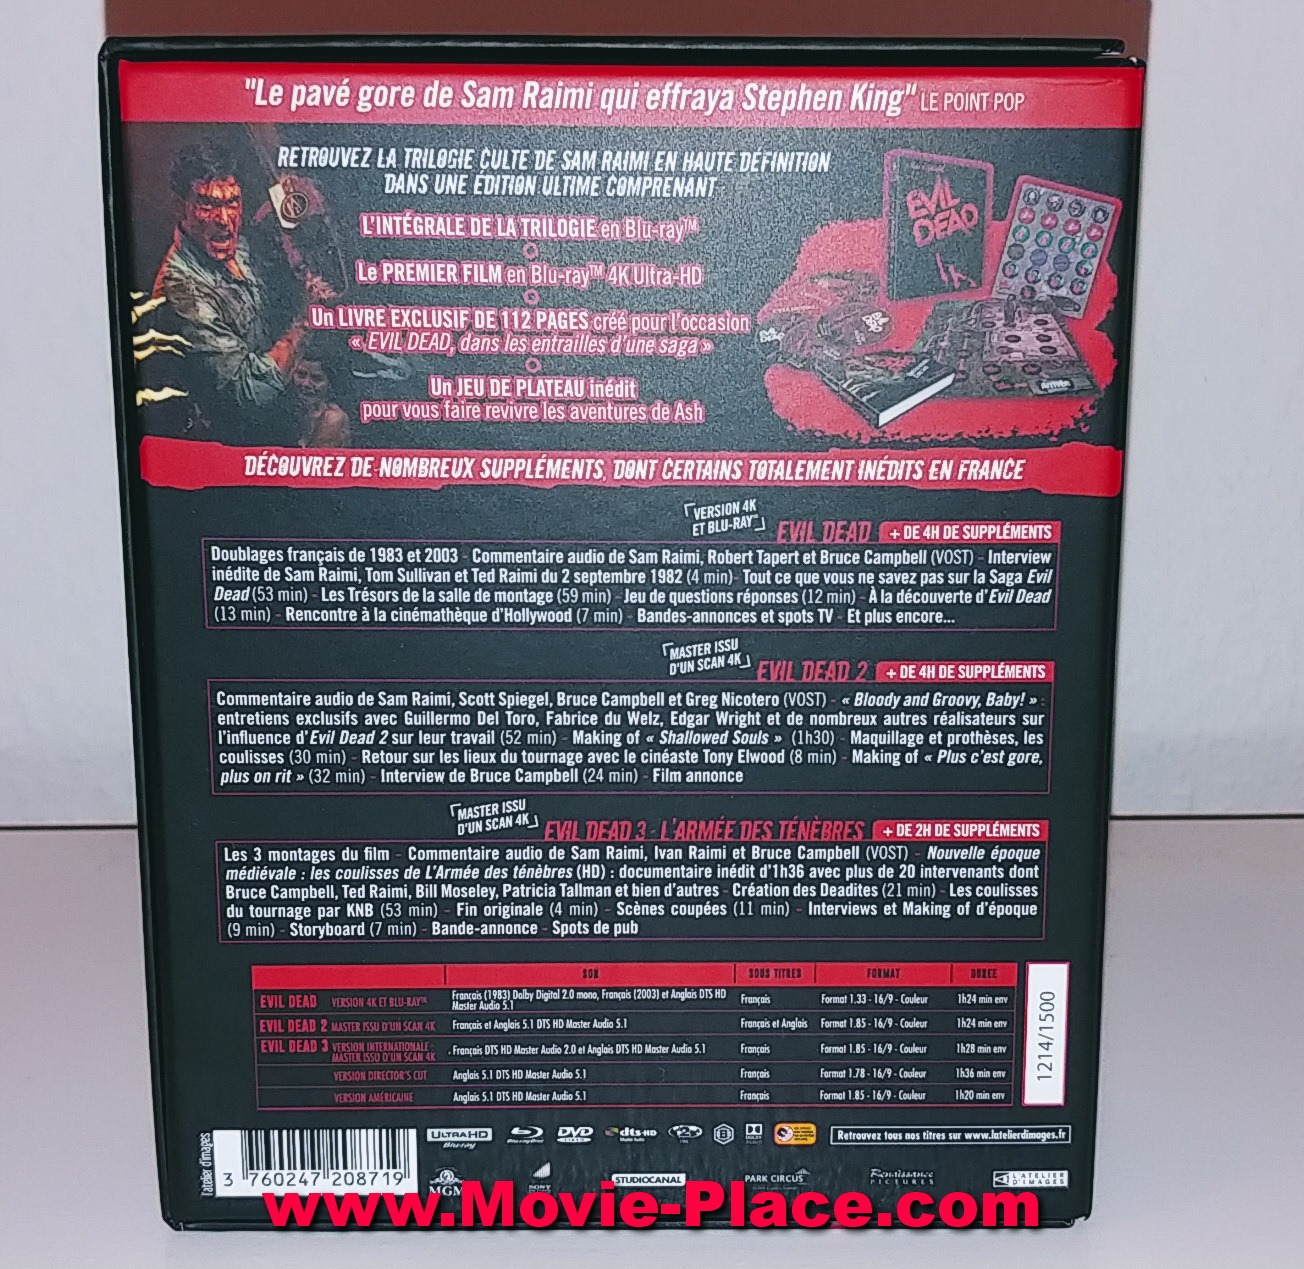 "Le pavé gore de Sam Raimi qui effraya Stephen King" LE POINT POP
RETROUVEZ LA TRILOGIE CULTE DE SAM RAIMI EN HAUTE DÉFINITION
DANS UNE ÉDITION ULTIME COMPRENANT
L'INTÉGRALE DE LA TRILOGIE en Blu-ray™
Le PREMIER FILM en Blu-ray™ 4K Ultra-HD
Un LIVRE EXCLUSIF DE 112 PAGES créé pour l'occasion
« EVIL DEAD, dans les entrailles d'une saga »
Un JEU DE PLATEAU inédit
pour vous faire revivre les aventures de Ash
EVIL
DEAD
DÉCOUVREZ DE NOMBREUX SUPPLÉMENTS, DONT CERTAINS TOTALEMENT INÉDITS EN FRANCE
VERSION 4K
ET BLU-RAY™
EVIL DEAD + DE 4H DE SUPPLÉMENTS
Doublages français de 1983 et 2003 - Commentaire audio de Sam Raimi, Robert Tapert et Bruce Campbell (VOST) - Interview
inédite de Sam Raimi, Tom Sullivan et Ted Raimi du 2 septembre 1982 (4 min)- Tout ce que vous ne savez pas sur la Saga Evil
Dead (53 min) - Les Trésors de la salle de montage (59 min) - Jeu de questions réponses (12 min) - À la découverte d'Evil Dead
(13 min) - Rencontre à la cinémathèque d'Hollywood (7 min) - Bandes-annonces et spots TV - Et plus encore...
MASTER ISSU
D'UN SCAN 4K
EVIL DEAD 2 + DE 4H DE SUPPLÉMENTS
Commentaire audio de Sam Raimi, Scott Spiegel, Bruce Campbell et Greg Nicotero (VOST) - « Bloody and Groovy, Baby! » :
entretiens exclusifs avec Guillermo Del Toro, Fabrice du Welz, Edgar Wright et de nombreux autres réalisateurs sur
l'influence d'Evil Dead 2 sur leur travail (52 min) - Making of « Shallowed Souls » (1h30) - Maquillage et prothèses, les
coulisses (30 min) - Retour sur les lieux du tournage avec le cinéaste Tony Elwood (8 min) - Making of « Plus c'est gore,
plus on rit » (32 min) - Interview de Bruce Campbell (24 min) - Film annonce
MASTER ISSU
D'UN SCAN 4K
EVIL DEAD 3 - L'ARMÉE DES TÉNÈBRES + DE 2H DE SUPPLÉMENTS
Les 3 montages du film - Commentaire audio de Sam Raimi, Ivan Raimi et Bruce Campbell (VOST) - Nouvelle époque
médiévale : les coulisses de L'Armée des ténèbres (HD) : documentaire inédit d'1h36 avec plus de 20 intervenants dont
Bruce Campbell, Ted Raimi, Bill Moseley, Patricia Tallman et bien d'autres - Création des Deadites (21 min) - Les coulisses
du tournage par KNB (53 min) - Fin originale (4 min) - Scènes coupées (11 min) - Interviews et Making of d'époque
(9 min) - Storyboard (7 min) - Bande-annonce - Spots de pub
SON SOUS TITRES FORMAT DUREE
EVIL DEAD VERSION 4K ET BLU-RAY™ Français (1983) Dolby Digital 2.0 mono, Français (2003) et Anglais DTS HD Master Audio 5.1 Français Format 1.33 - 16/9 - Couleur 1h24 min env
EVIL DEAD 2 MASTER ISSU D'UN SCAN 4K Français et Anglais 5.1 DTS HD Master Audio 5.1 Français et Anglais Format 1.85 - 16/9 - Couleur 1h24 min env
EVIL DEAD 3 VERSION INTERNATIONALE : MASTER ISSU D'UN SCAN 4K Français DTS HD Master Audio 2.0 et Anglais DTS HD Master Audio 5.1 Français Format 1.85 - 16/9 - Couleur 1h28 min env
VERSION DIRECTOR'S CUT Anglais 5.1 DTS HD Master Audio 5.1 Français Format 1.78 - 16/9 - Couleur 1h36 min env
VERSION AMÉRICAINE Anglais 5.1 DTS HD Master Audio 5.1 Français Format 1.85 - 16/9 - Couleur 1h20 min env
1214/1500
l'atelier d'images
3 760247 208719
ULTRA HD Blu-ray Blu-ray Disc DVD VIDEO dts-HD Master Audio B DOLBY AUDIO
Retrouvez tous nos titres sur www.latelierdimages.fr
MGM SONY STUDIOCANAL PARK CIRCUS Renaissance PICTURES L'ATELIER D'IMAGES
www.Movie-Place.com